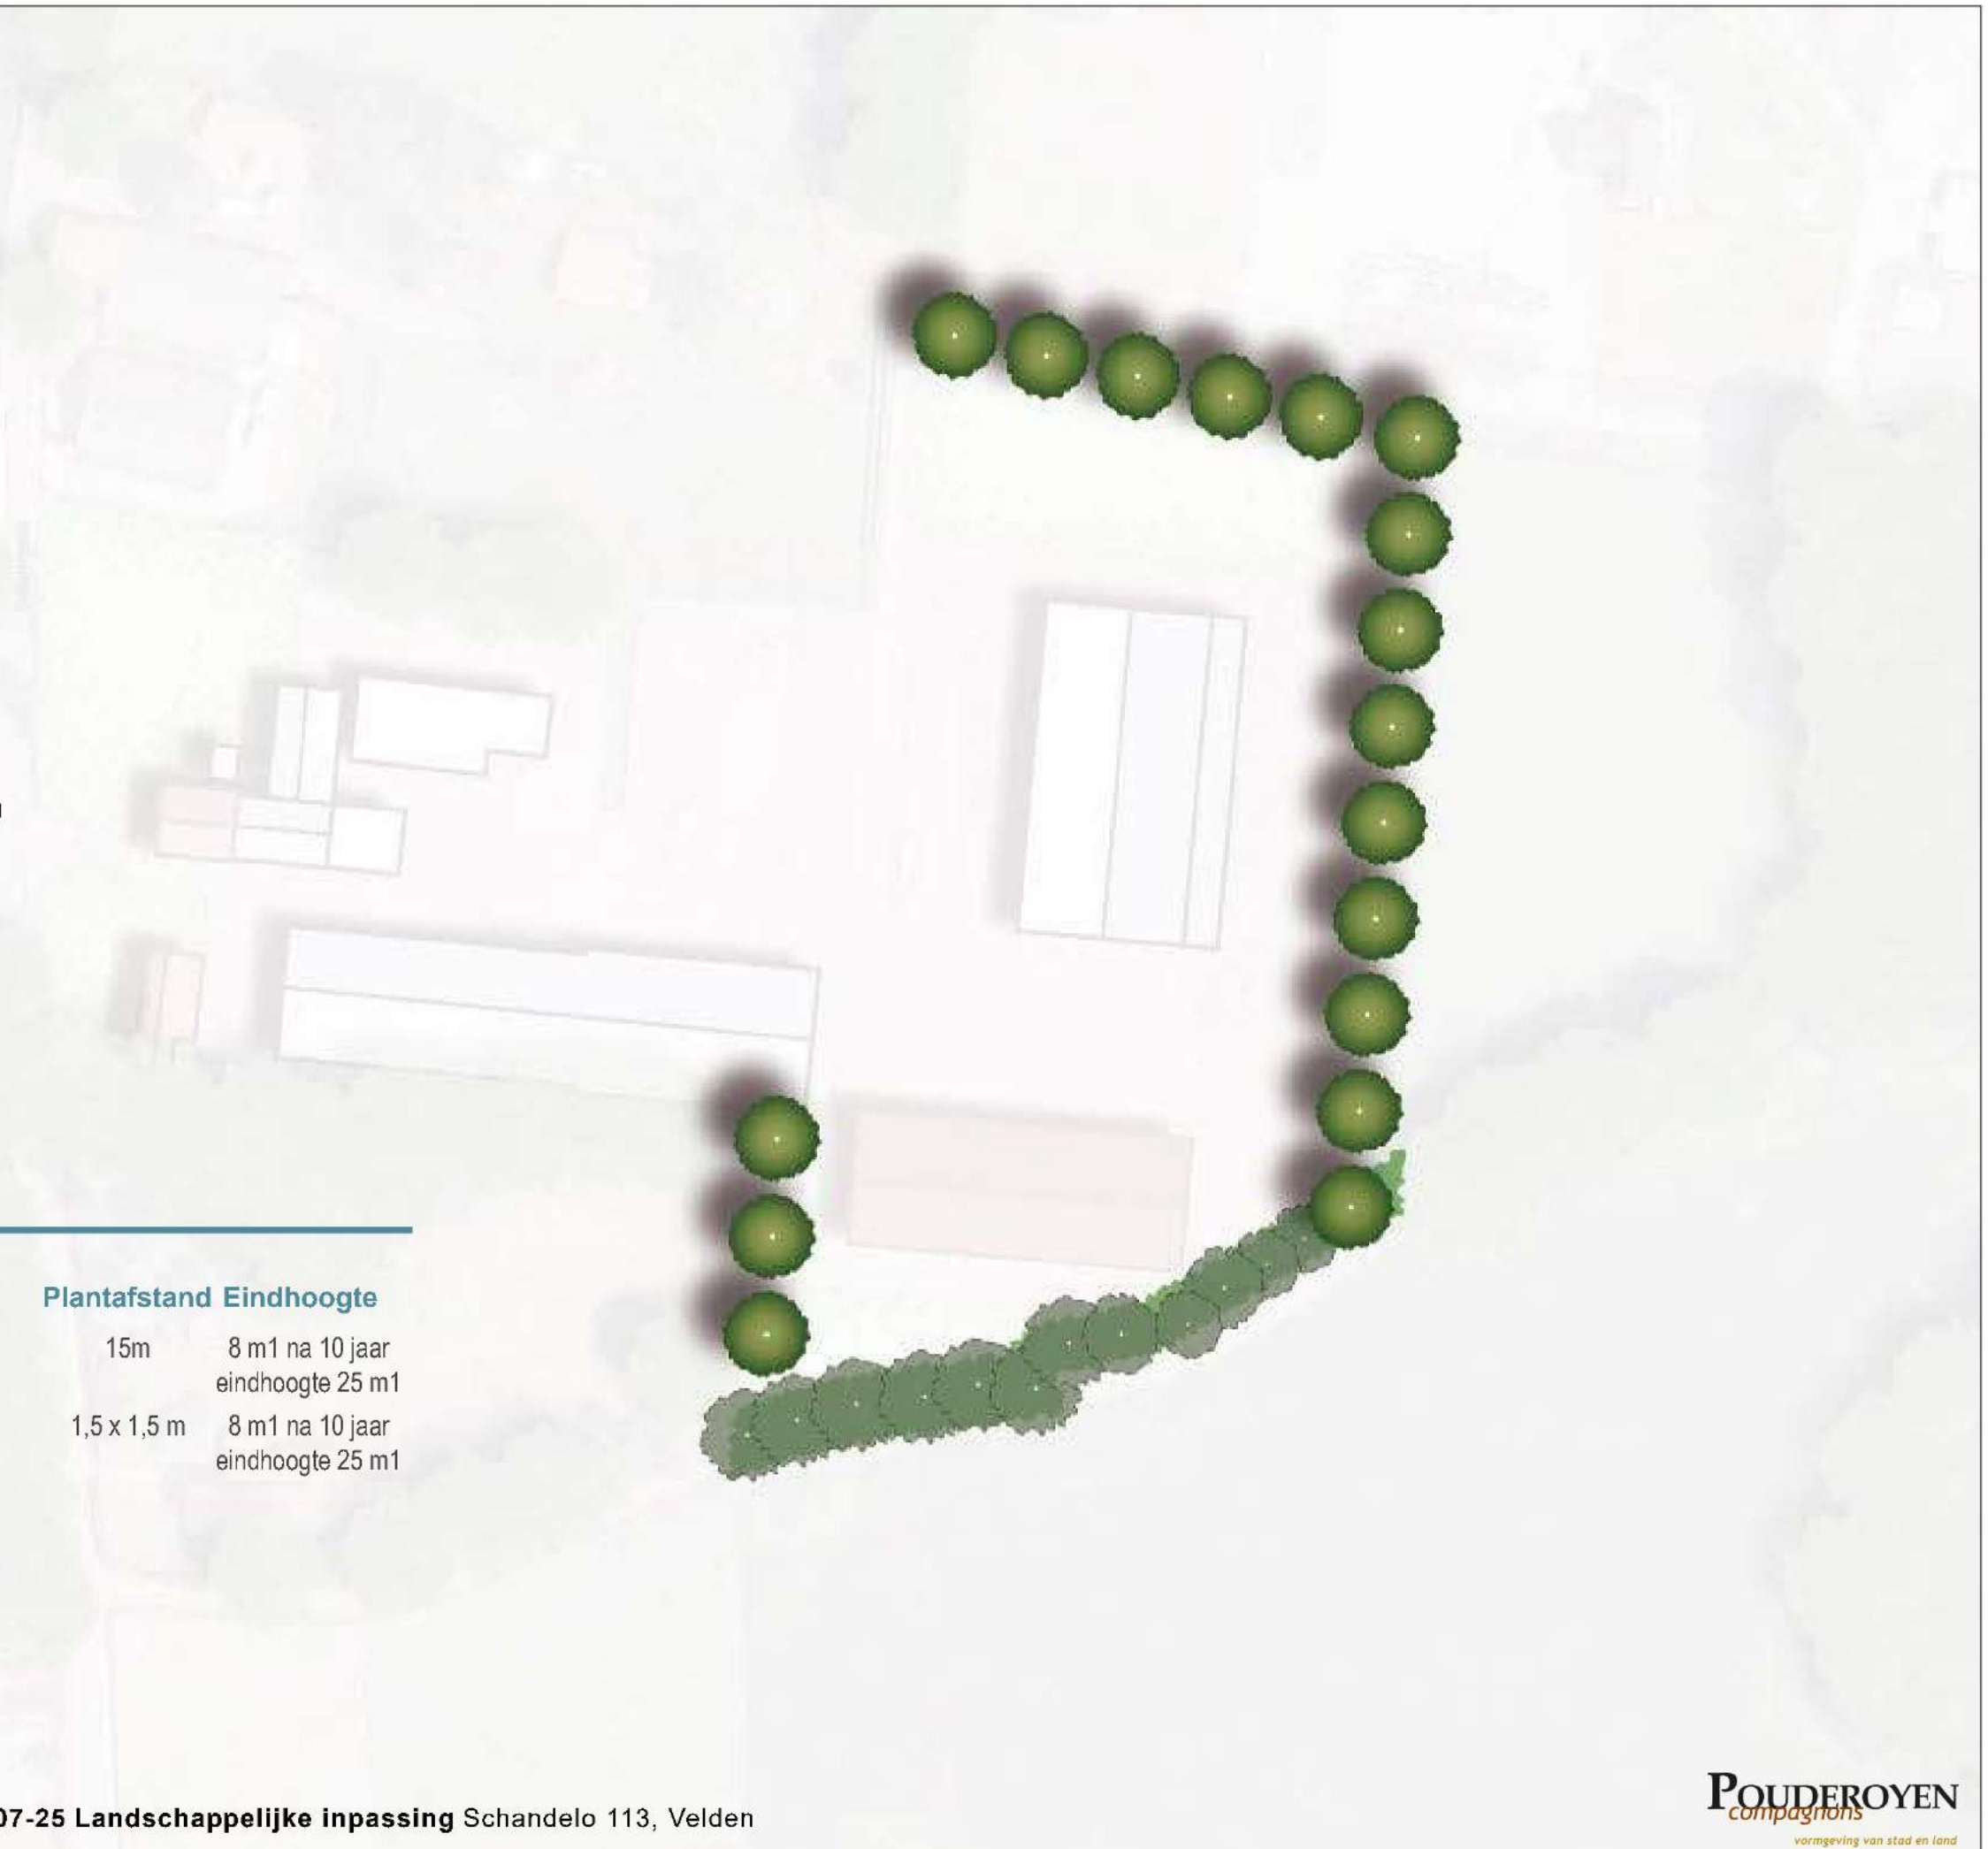 Plantafstand Eindhoogte
15m 8 m1 na 10 jaar
eindhoogte 25 m1
1,5 x 1,5 m 8 m1 na 10 jaar
eindhoogte 25 m1
07-25 Landschappelijke inpassing Schandelo 113, Velden
POUDEROYEN
compagnons
vormgeving van stad en land